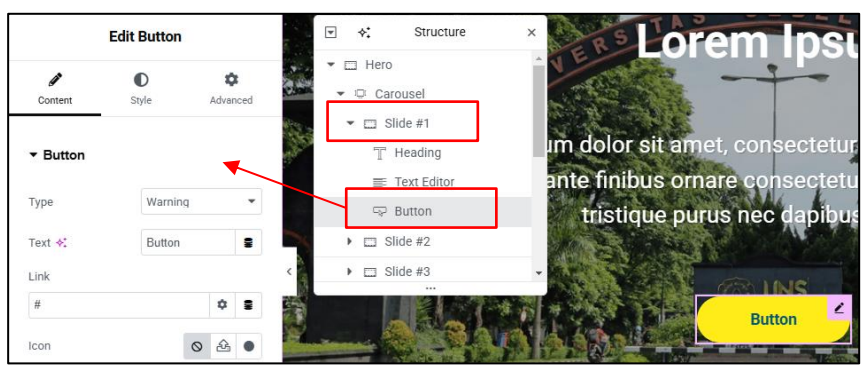 Edit Button
Content
Style
Advanced
Button
Type
Warning
Text
Button
Link
#
Icon
Structure
Hero
Carousel
Slide #1
Heading
Text Editor
Button
Slide #2
Slide #3
Lorem Ipsu
um dolor sit amet, consectetur
ante finibus ornare consectetu
tristique purus nec dapibus
UNS
Button